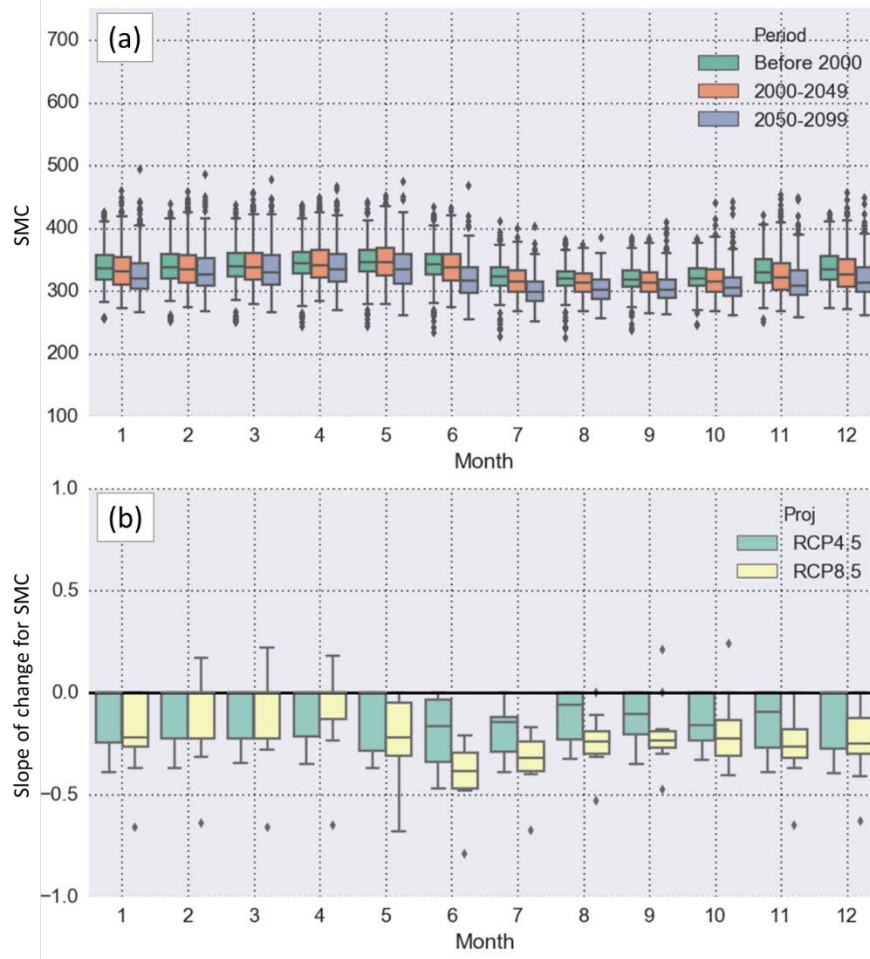 (a)
Period
Before 2000
2000-2049
2050-2099
SMC
700
600
500
400
300
200
100
1 2 3 4 5 6 7 8 9 10 11 12
Month
(b)
Proj
RCP4 5
RCP8 5
Slope of change for SMC
1.0
0.5
0.0
−0.5
−1.0
1 2 3 4 5 6 7 8 9 10 11 12
Month